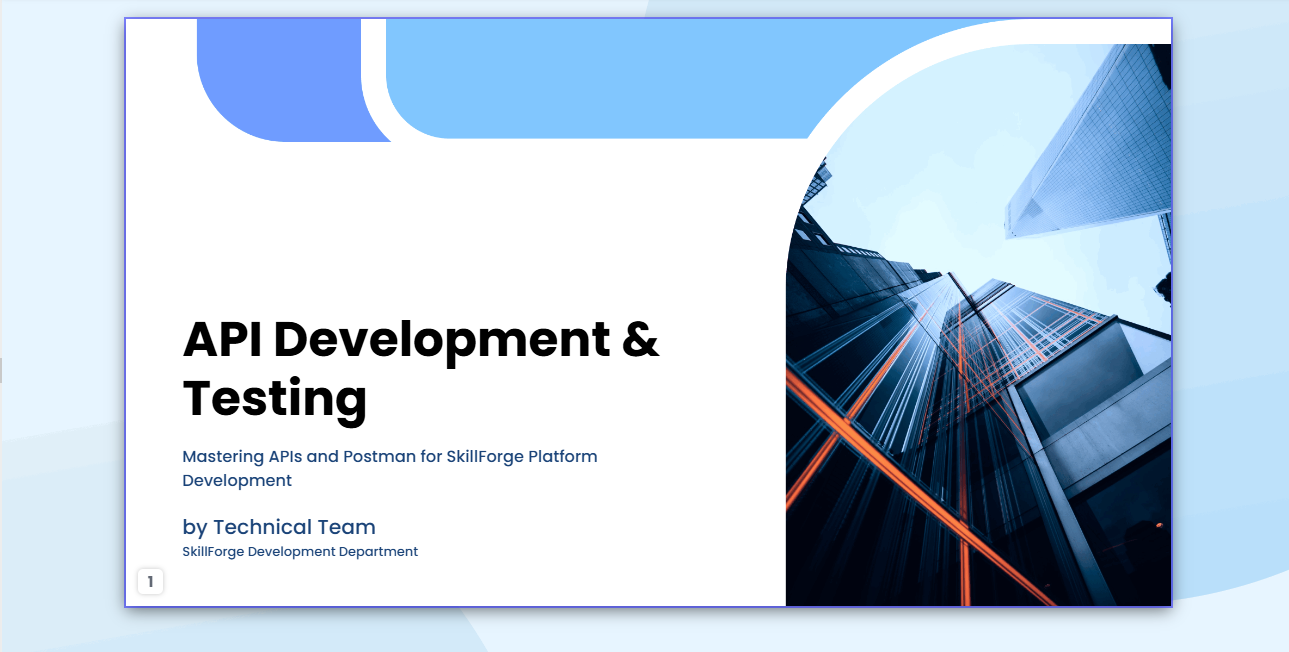 API Development &
Testing
Mastering APIs and Postman for SkillForge Platform
Development
by Technical Team
SkillForge Development Department
1